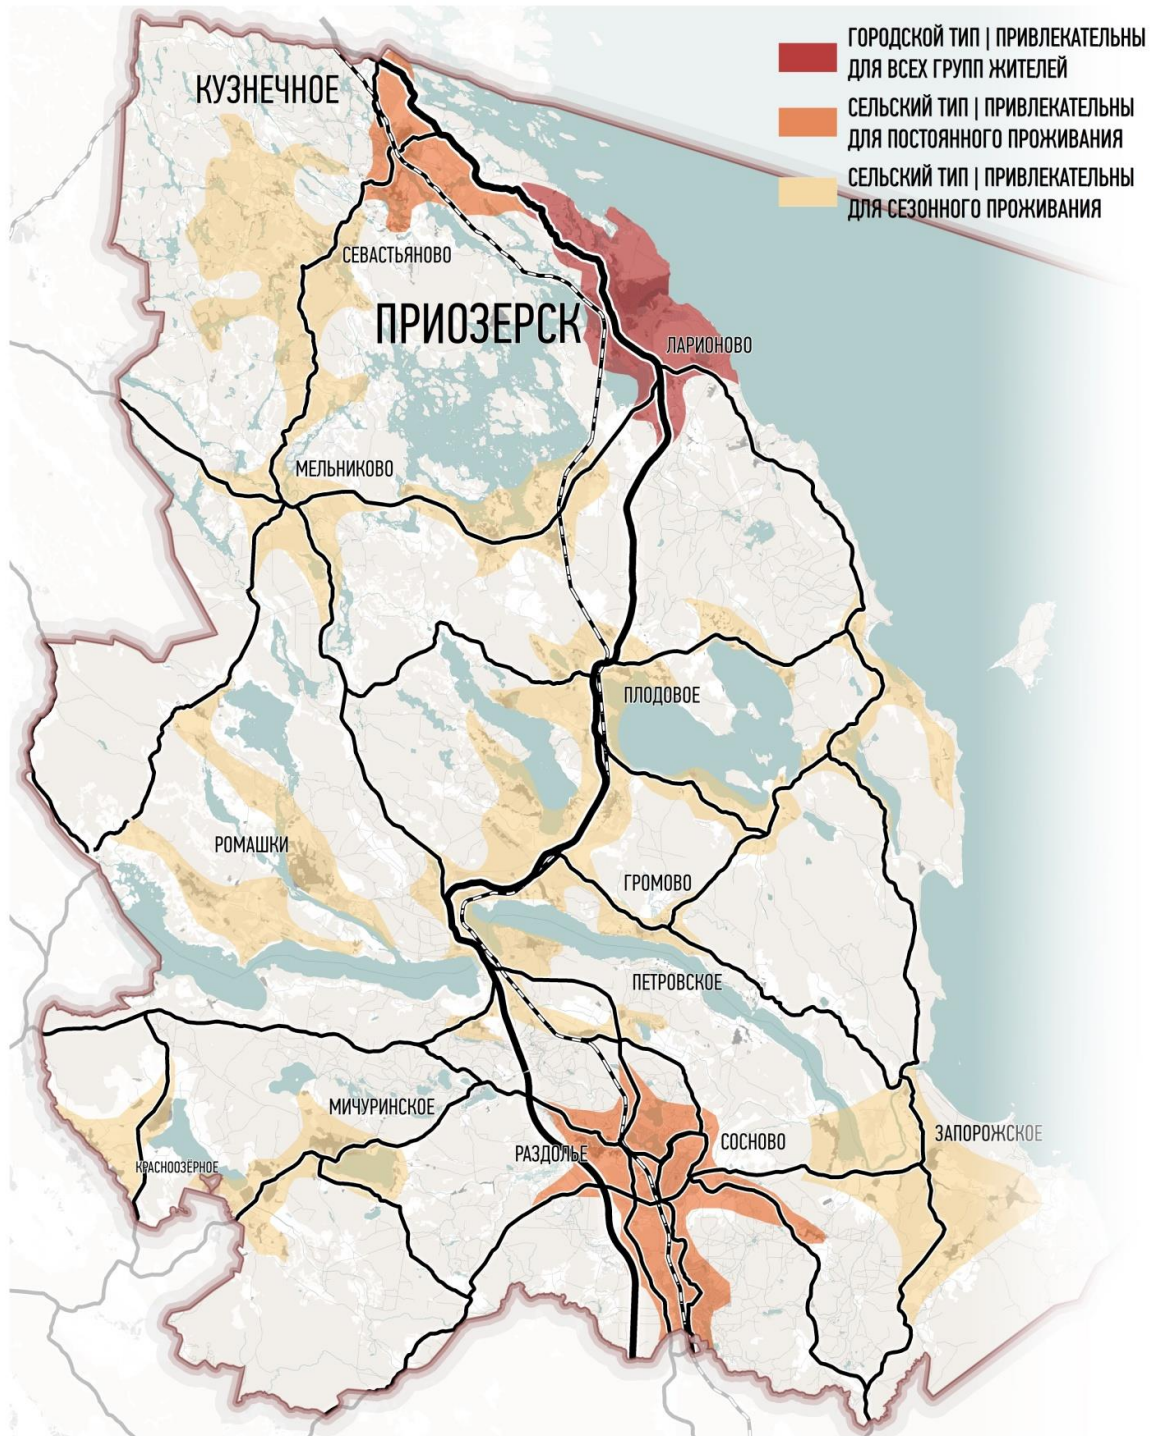 ГОРОДСКОЙ ТИП | ПРИВЛЕКАТЕЛЬНЫ
ДЛЯ ВСЕХ ГРУПП ЖИТЕЛЕЙ
СЕЛЬСКИЙ ТИП | ПРИВЛЕКАТЕЛЬНЫ
ДЛЯ ПОСТОЯННОГО ПРОЖИВАНИЯ
СЕЛЬСКИЙ ТИП | ПРИВЛЕКАТЕЛЬНЫ
ДЛЯ СЕЗОННОГО ПРОЖИВАНИЯ
КУЗНЕЧНОЕ
СЕВАСТЬЯНОВО
ПРИОЗЕРСК
ЛАРИОНОВО
МЕЛЬНИКОВО
ПЛОДОВОЕ
РОМАШКИ
ГРОМОВО
ПЕТРОВСКОЕ
МИЧУРИНСКОЕ
СОСНОВО
ЗАПОРОЖСКОЕ
РАЗДОЛЬЕ
КРАСНООЗЁРНОЕ